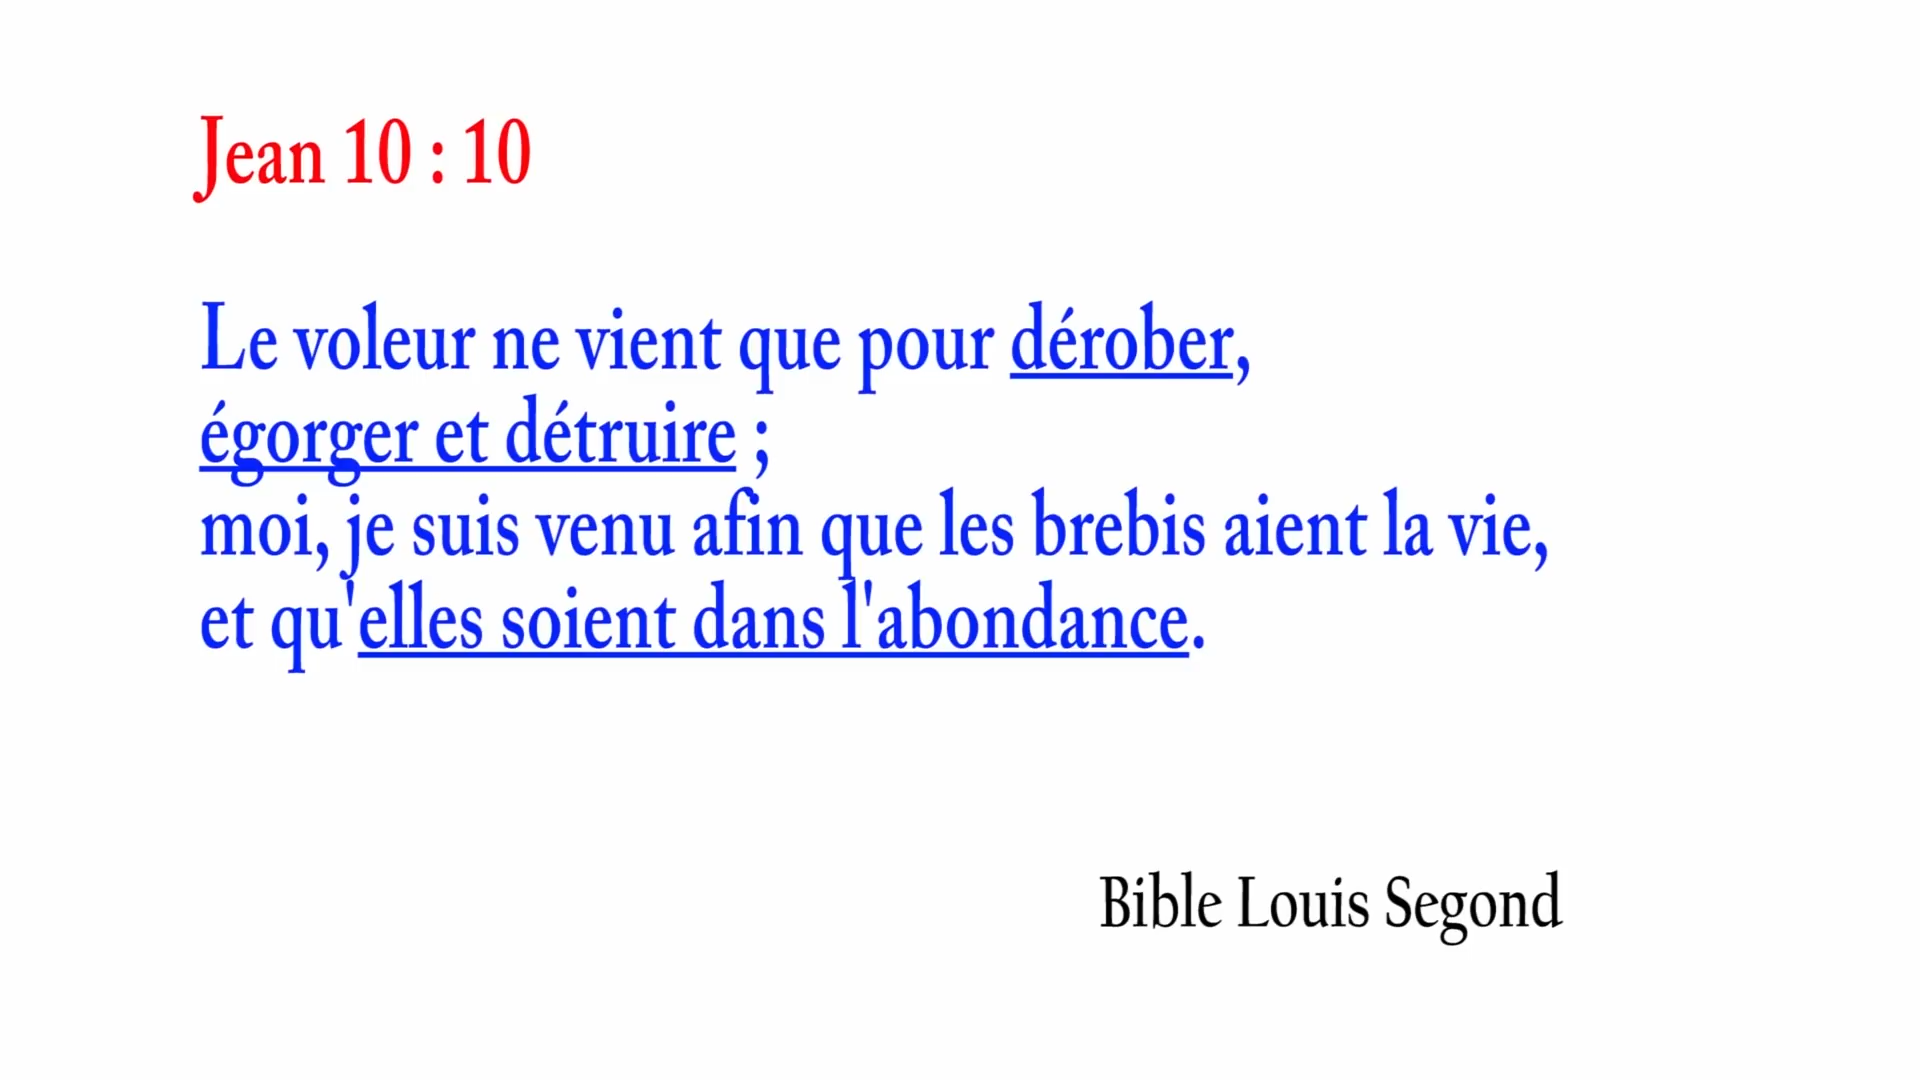 Jean 10 : 10
Le voleur ne vient que pour dérober,
égorger et détruire ;
moi, je suis venu afin que les brebis aient la vie,
et qu'elles soient dans l'abondance.
Bible Louis Segond